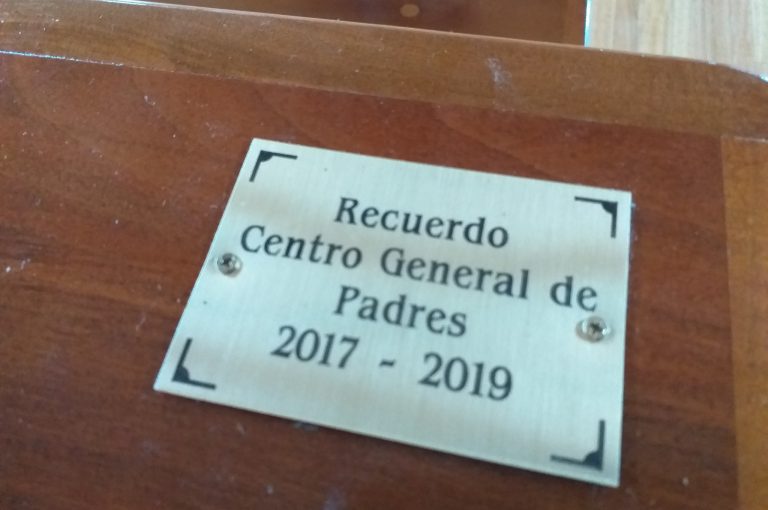 Recuerdo
Centro General de
Padres
2017 - 2019